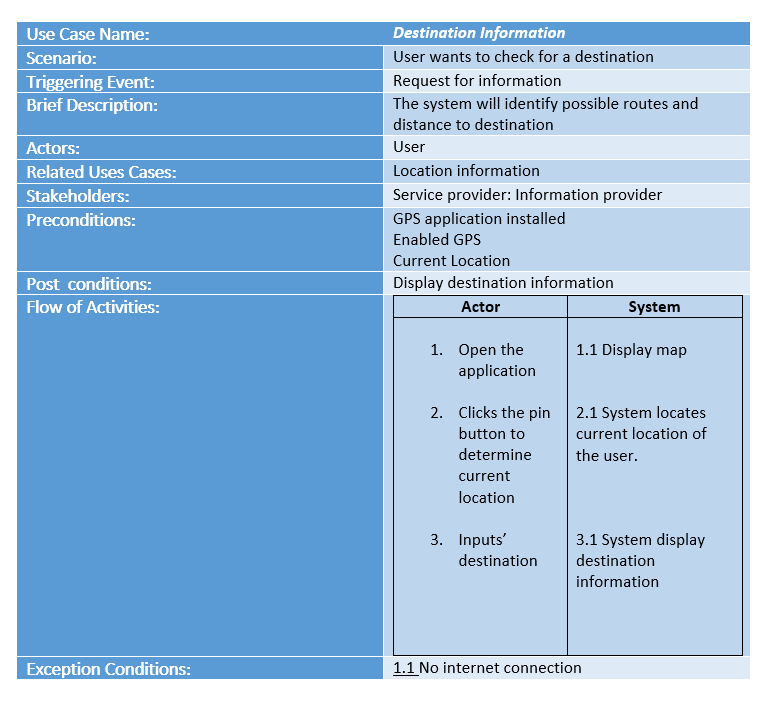 Use Case Name: Destination Information
Scenario: User wants to check for a destination
Triggering Event: Request for information
Brief Description: The system will identify possible routes and
distance to destination
Actors: User
Related Uses Cases: Location information
Stakeholders: Service provider: Information provider
Preconditions: GPS application installed
Enabled GPS
Current Location
Post  conditions: Display destination information
Flow of Activities:
Actor
1. Open the
application
2. Clicks the pin
button to
determine
current
location
3. Inputs’
destination
System
1.1 Display map
2.1 System locates
current location of
the user.
3.1 System display
destination
information
Exception Conditions: 1.1 No internet connection